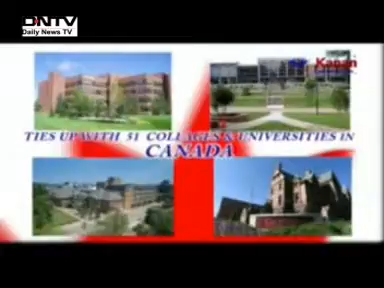 DNTV
Daily News TV
Kanan
TIES UP WITH 51 COLLAGES & UNIVERSITIES IN
CANADA